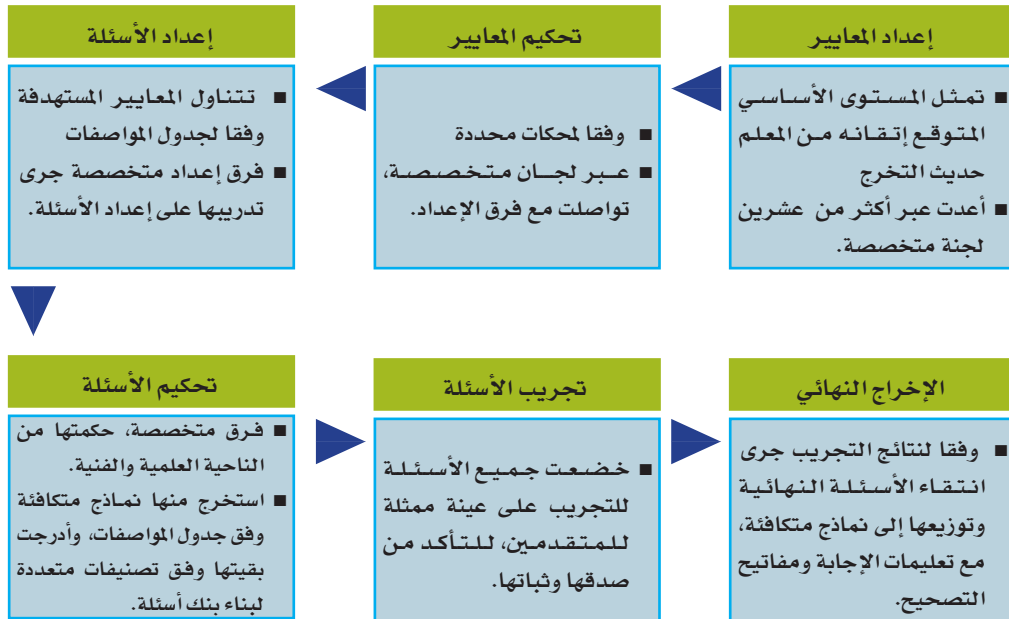 إعداد المعايير
■ تمثل المستوى الأساسي
المتوقع إتقانه من المعلم
حديث التخرج
■ أعدت عبر أكثر من عشرين
لجنة متخصصة.
تحكيم المعايير
■ وفقا لمحكات محددة
■ عبر لجان متخصصة،
تواصلت مع فرق الإعداد.
إعداد الأسئلة
■ تتناول المعايير المستهدفة
وفقا لجدول المواصفات
■ فرق إعداد متخصصة جرى
تدريبها على إعداد الأسئلة.
تحكيم الأسئلة
■ فرق متخصصة، حكمتها من
الناحية العلمية والفنية.
■ استخرج منها نماذج متكافئة
وفق جدول المواصفات، وأدرجت
بقيتها وفق تصنيفات متعددة
لبناء بنك أسئلة.
تجريب الأسئلة
■ خضعت جميع الأسئلة
للتجريب على عينة ممثلة
للمتقدمين، للتأكد من
صدقها وثباتها.
الإخراج النهائي
■ وفقا لنتائج التجريب جرى
انتقاء الأسئلة النهائية
وتوزيعها إلى نماذج متكافئة،
مع تعليمات الإجابة ومفاتيح
التصحيح.